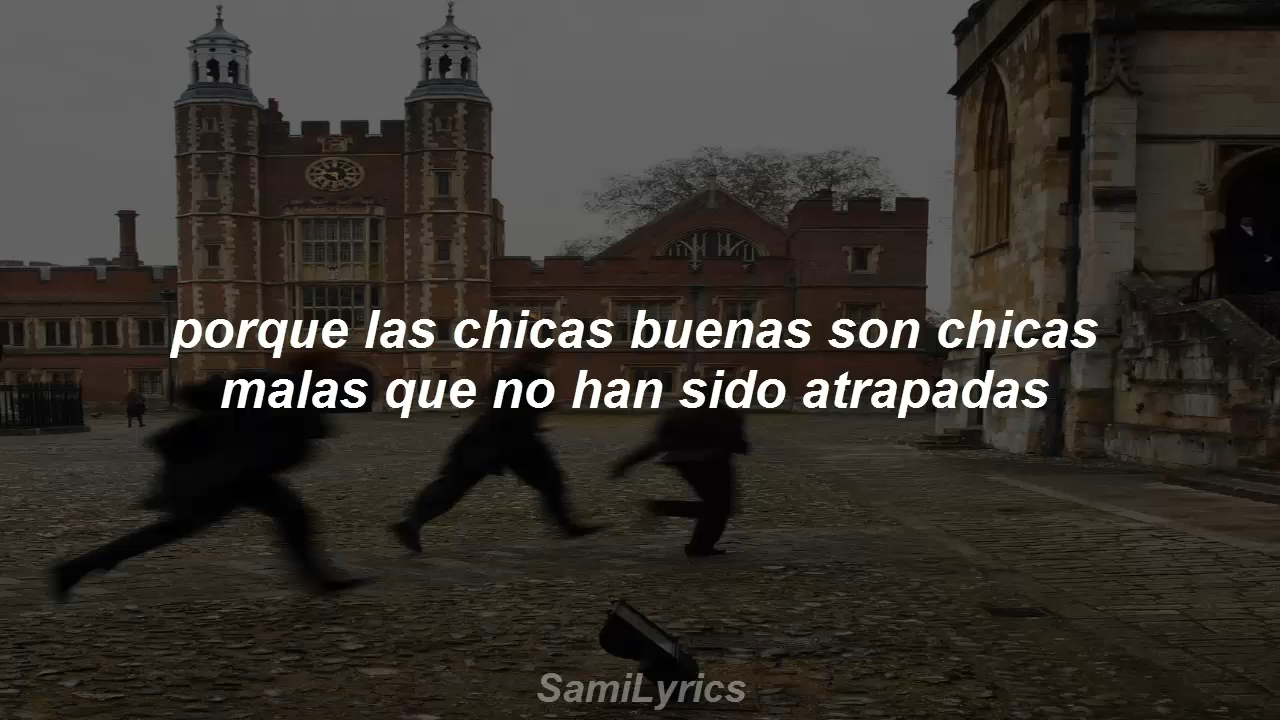 porque las chicas buenas son chicas
malas que no han sido atrapadas
SamiLyrics